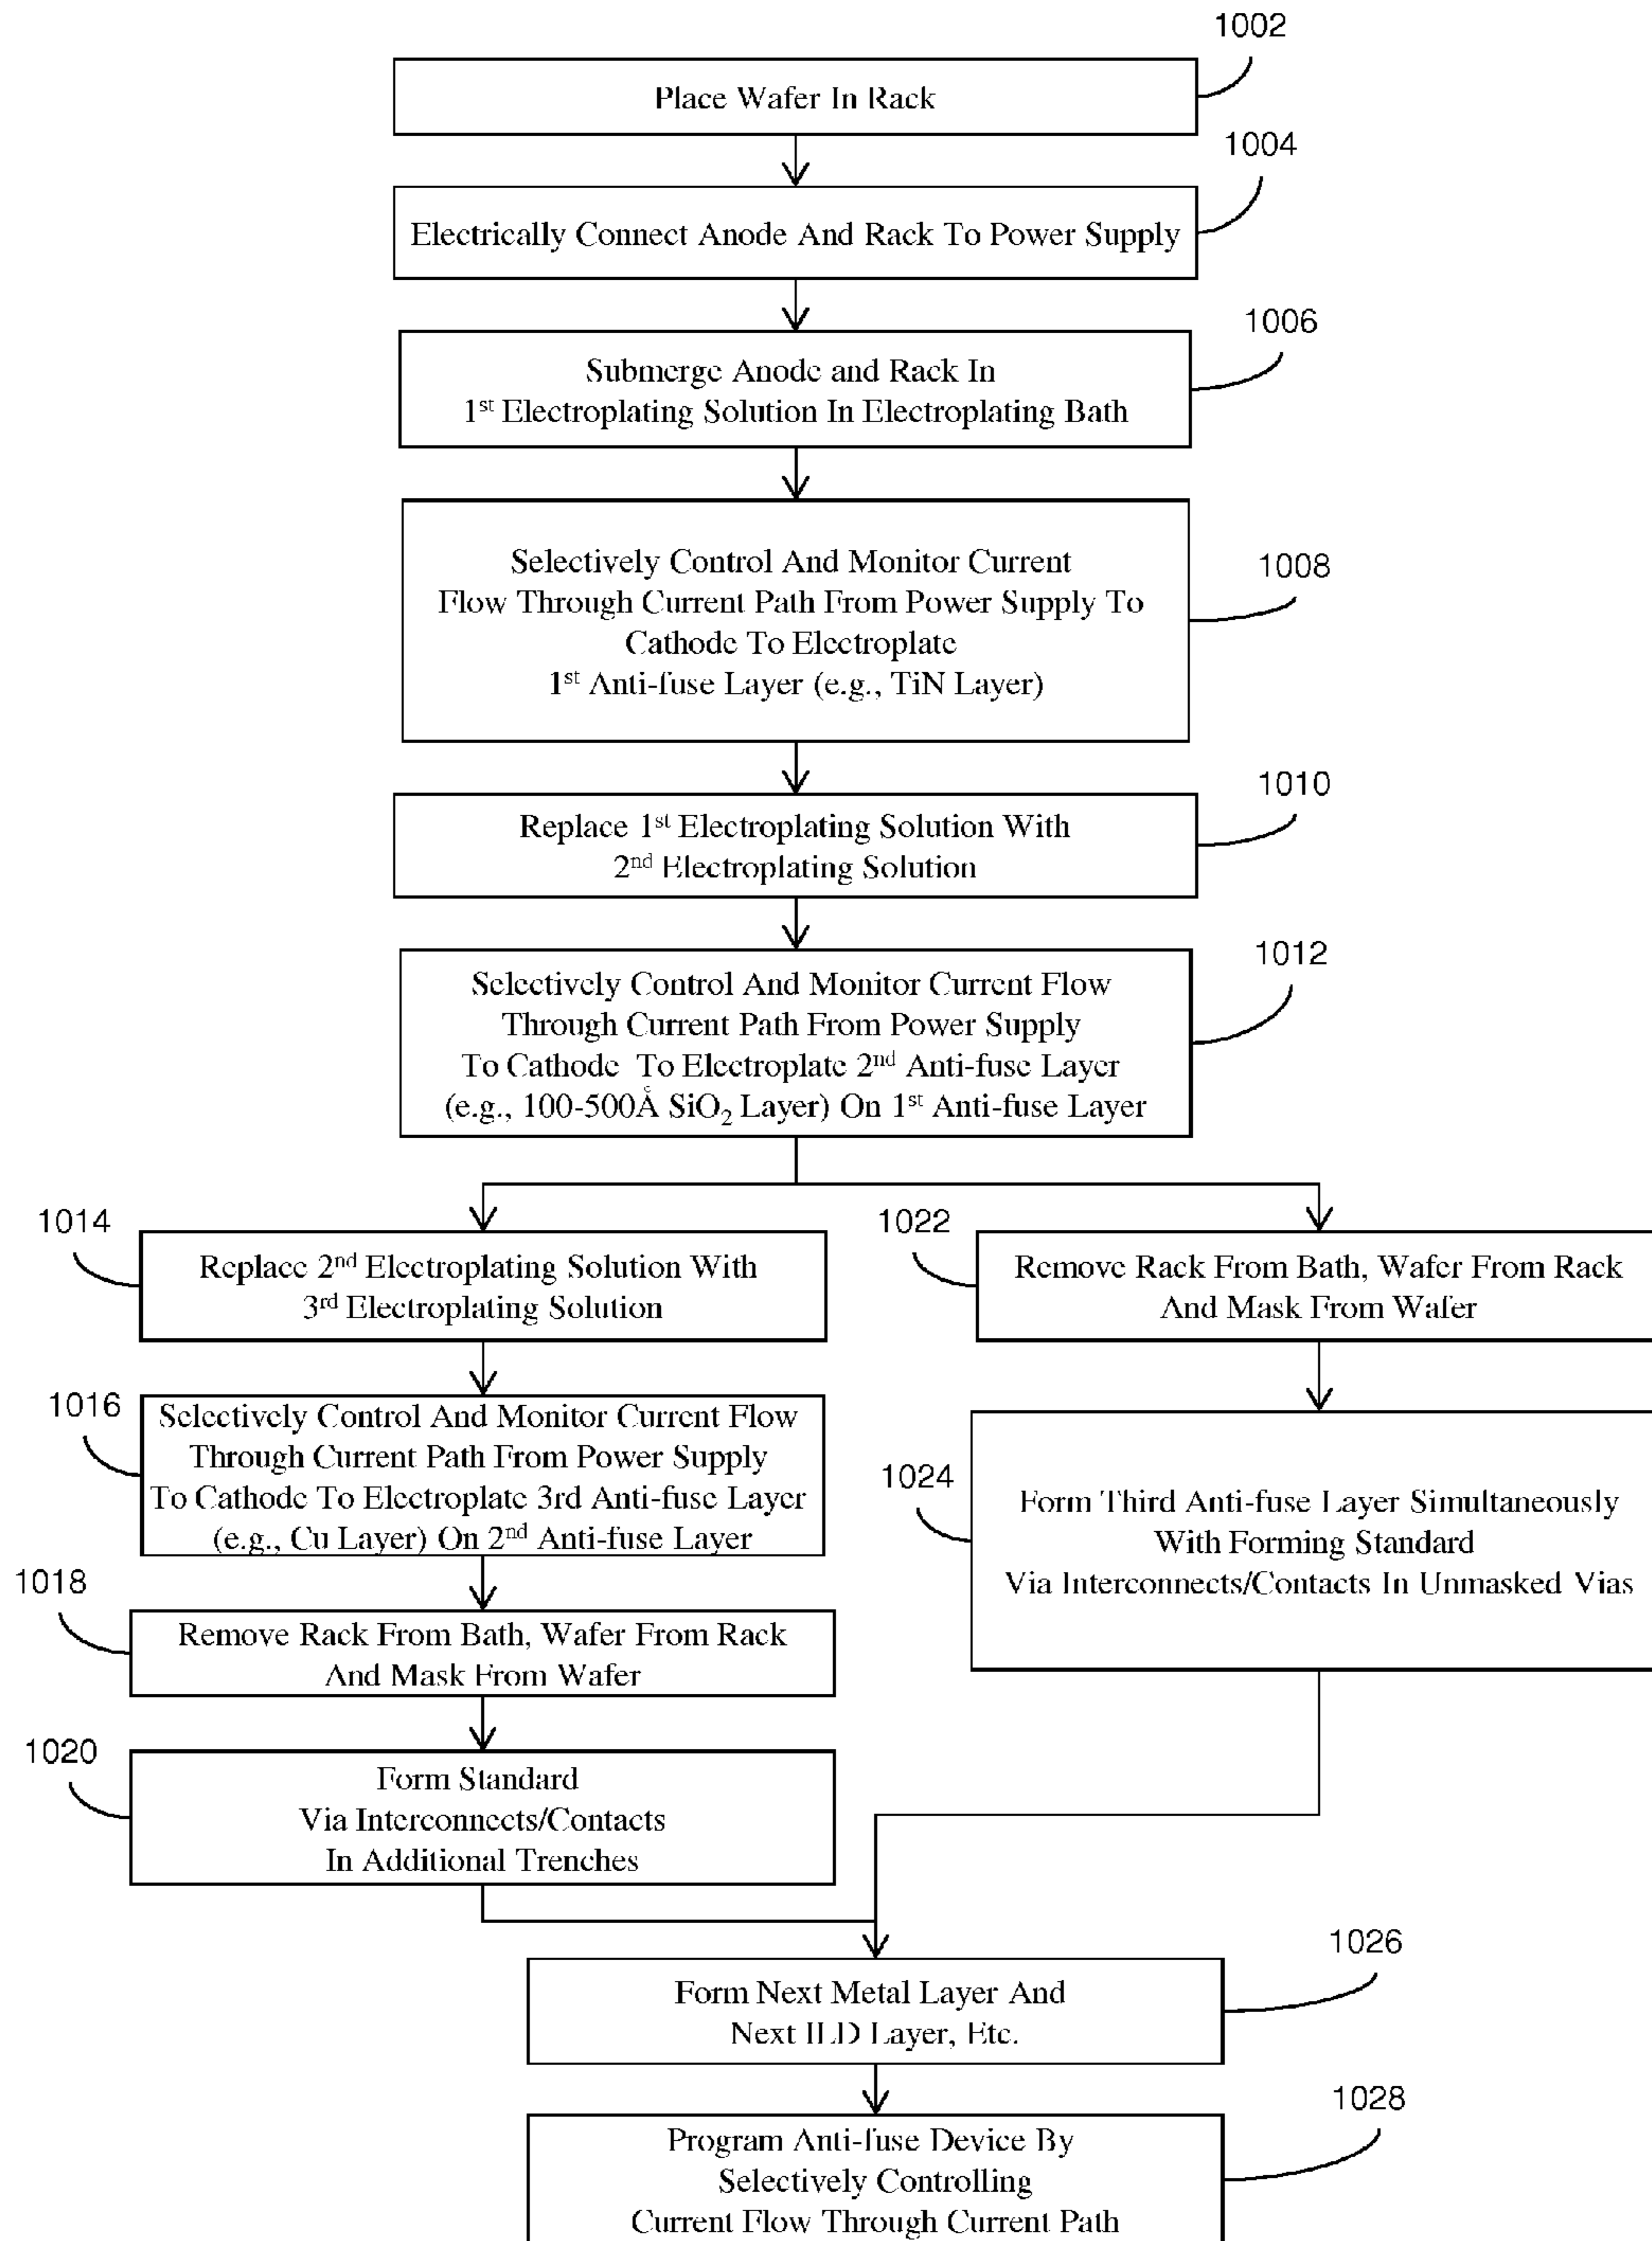 1002
Place Wafer In Rack
1004
Electrically Connect Anode And Rack To Power Supply
1006
Submerge Anode and Rack In
1st Electroplating Solution In Electroplating Bath
1008
Selectively Control And Monitor Current
Flow Through Current Path From Power Supply To
Cathode To Electroplate
1st Anti-fuse Layer (e.g., TiN Layer)
1010
Replace 1st Electroplating Solution With
2nd Electroplating Solution
1012
Selectively Control And Monitor Current Flow
Through Current Path From Power Supply
To Cathode To Electroplate 2nd Anti-fuse Layer
(e.g., 100-500Å SiO2 Layer) On 1st Anti-fuse Layer
1014
Replace 2nd Electroplating Solution With
3rd Electroplating Solution
1016
Selectively Control And Monitor Current Flow
Through Current Path From Power Supply
To Cathode To Electroplate 3rd Anti-fuse Layer
(e.g., Cu Layer) On 2nd Anti-fuse Layer
1018
Remove Rack From Bath, Wafer From Rack
And Mask From Wafer
1020
Form Standard
Via Interconnects/Contacts
In Additional Trenches
1022
Remove Rack From Bath, Wafer From Rack
And Mask From Wafer
1024
Form Third Anti-fuse Layer Simultaneously
With Forming Standard
Via Interconnects/Contacts In Unmasked Vias
1026
Form Next Metal Layer And
Next ILD Layer, Etc.
1028
Program Anti-fuse Device By
Selectively Controlling
Current Flow Through Current Path